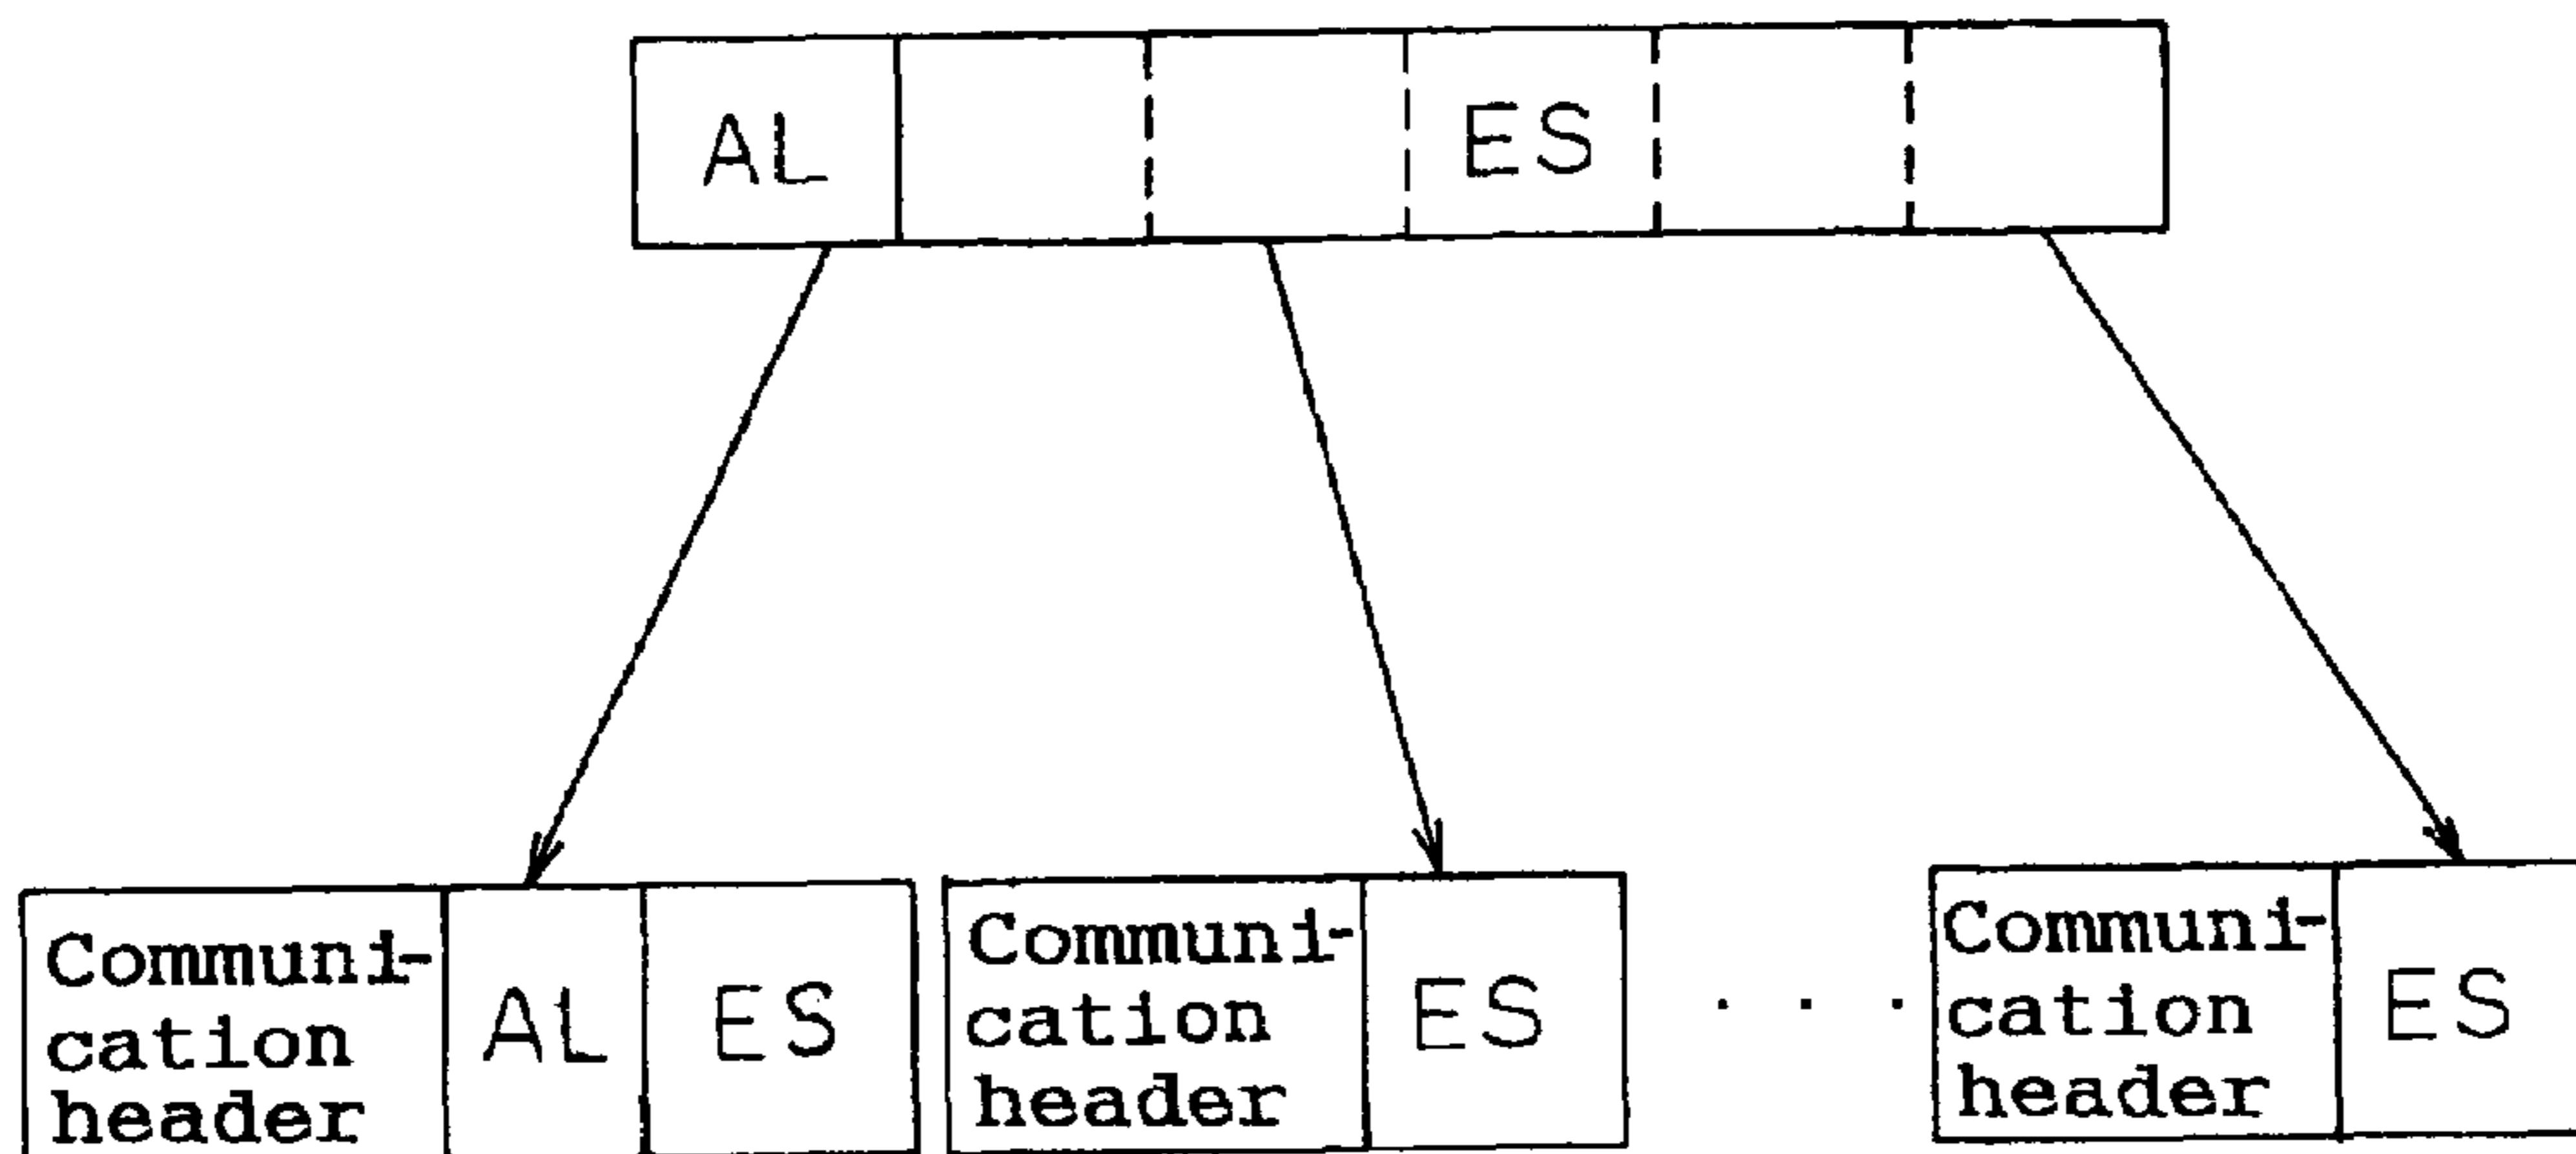 AL ES
Communi-
cation
header
AL ES
Communi-
cation
header
ES
. . .
Communi-
cation
header
ES